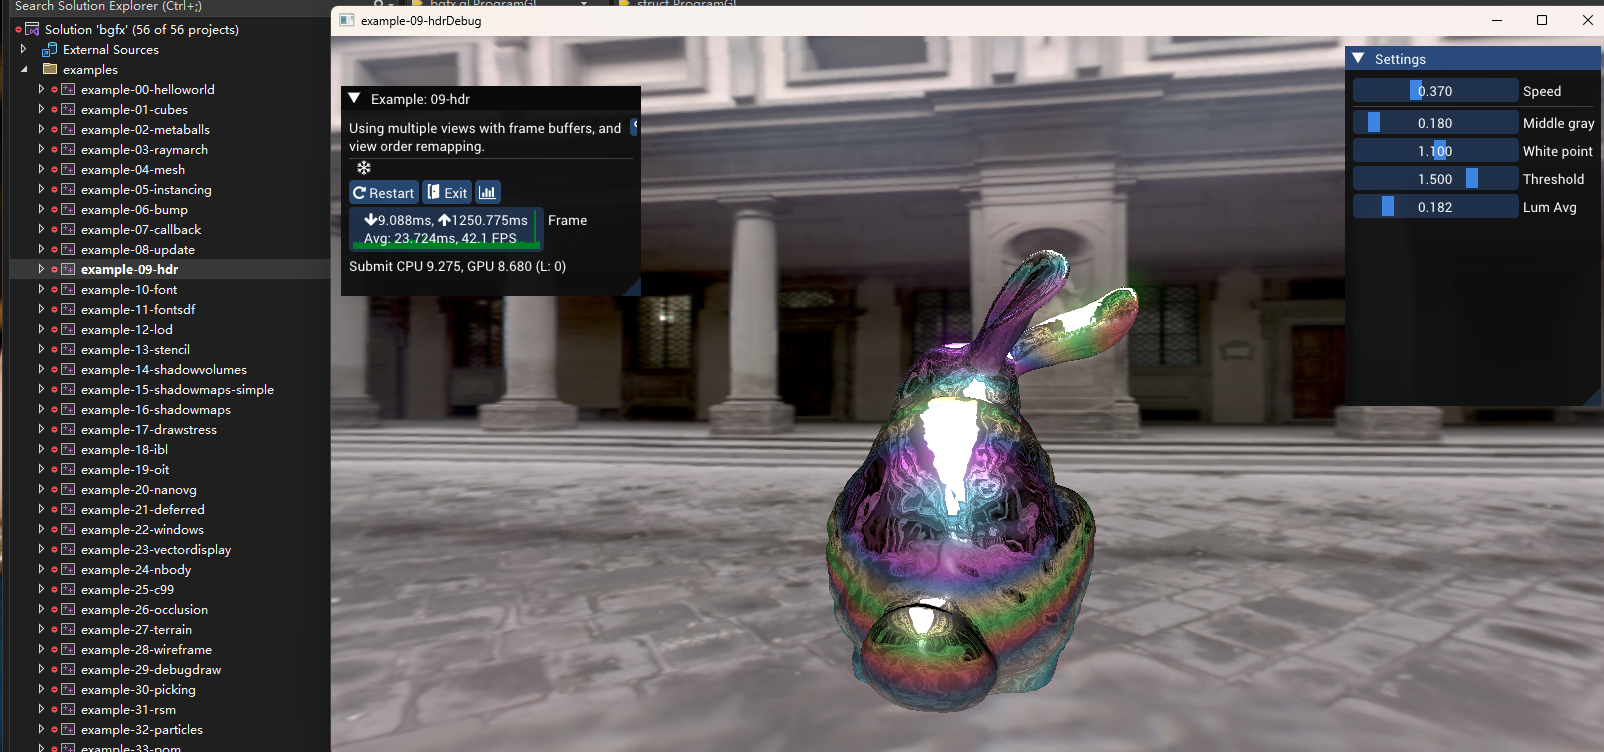 Search Solution Explorer (Ctrl+;)
Solution 'bgfx' (56 of 56 projects)
External Sources
examples
example-00-helloworld
example-01-cubes
example-02-metaballs
example-03-raymarch
example-04-mesh
example-05-instancing
example-06-bump
example-07-callback
example-08-update
example-09-hdr
example-10-font
example-11-fontsdf
example-12-lod
example-13-stencil
example-14-shadowvolumes
example-15-shadowmaps-simple
example-16-shadowmaps
example-17-drawstress
example-18-ibl
example-19-oit
example-20-nanovg
example-21-deferred
example-22-windows
example-23-vectordisplay
example-24-nbody
example-25-c99
example-26-occlusion
example-27-terrain
example-28-wireframe
example-29-debugdraw
example-30-picking
example-31-rsm
example-32-particles
example-33-pom
bgfx.gl.ProgramGL
struct ProgramGL
example-09-hdrDebug
Example: 09-hdr
Using multiple views with frame buffers, and
view order remapping.
Restart
Exit
9.088ms, 1250.775ms
Frame
Avg: 23.724ms, 42.1 FPS
Submit CPU 9.275, GPU 8.680 (L: 0)
Settings
0.370 Speed
0.180 Middle gray
1.100 White point
1.500 Threshold
0.182 Lum Avg